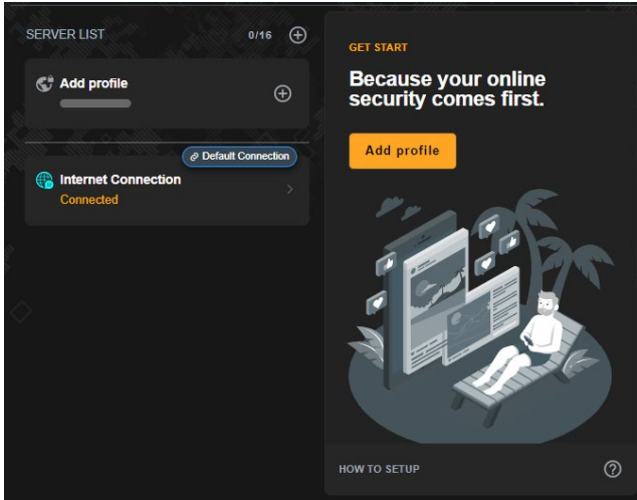 SERVER LIST
0/16
Add profile
Default Connection
Internet Connection
Connected
GET START
Because your online
security comes first.
Add profile
HOW TO SETUP